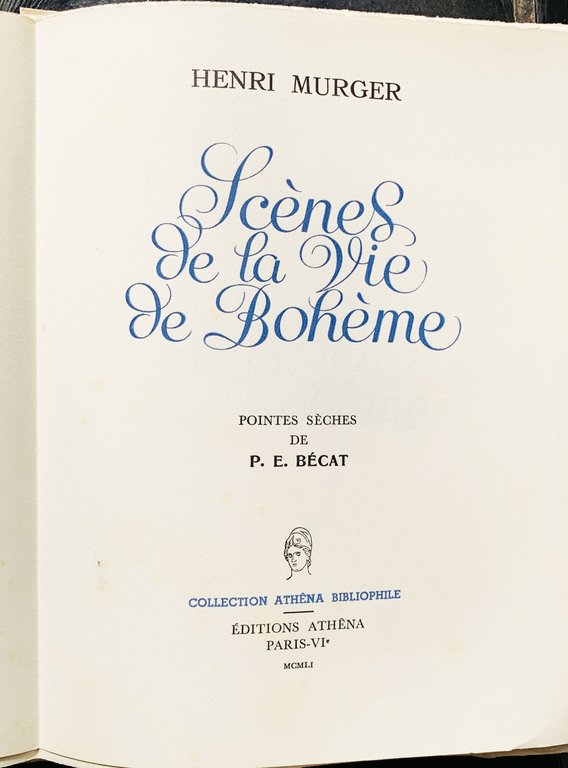 HENRI MURGER
Scènes
de la Vie
de Bohème
POINTES SÈCHES
DE
P. E. BÉCAT
COLLECTION ATHÊNA BIBLIOPHILE
ÉDITIONS ATHÊNA
PARIS-VIᵉ
MCMLI